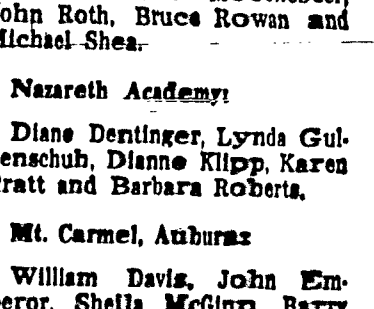 John Roth, Bruce Rowan and
Michael Shea.
Nazareth Academy:
Diane Dentinger, Lynda Gul-
enschuh, Dianne Klipp, Karen
Pratt and Barbara Roberts.
Mt. Carmel, Auburn:
William Davis, John Em-
peror, Sheila McGinn, Barry